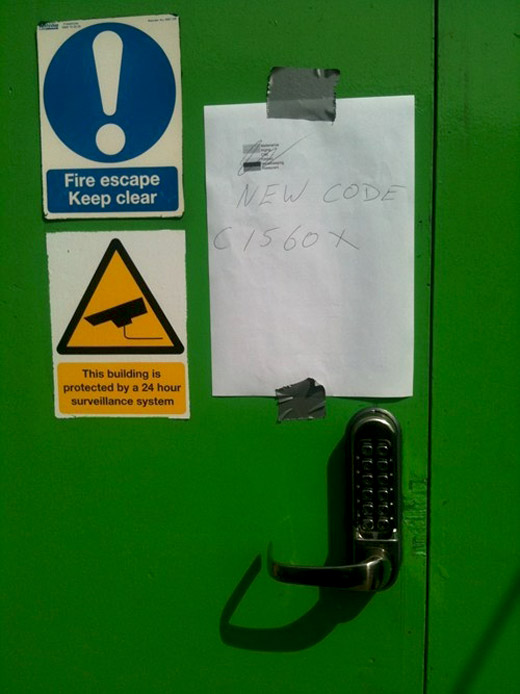 Fire escape
Keep clear
NEW CODE
C1560X
This building is
protected by a 24 hour
surveillance system